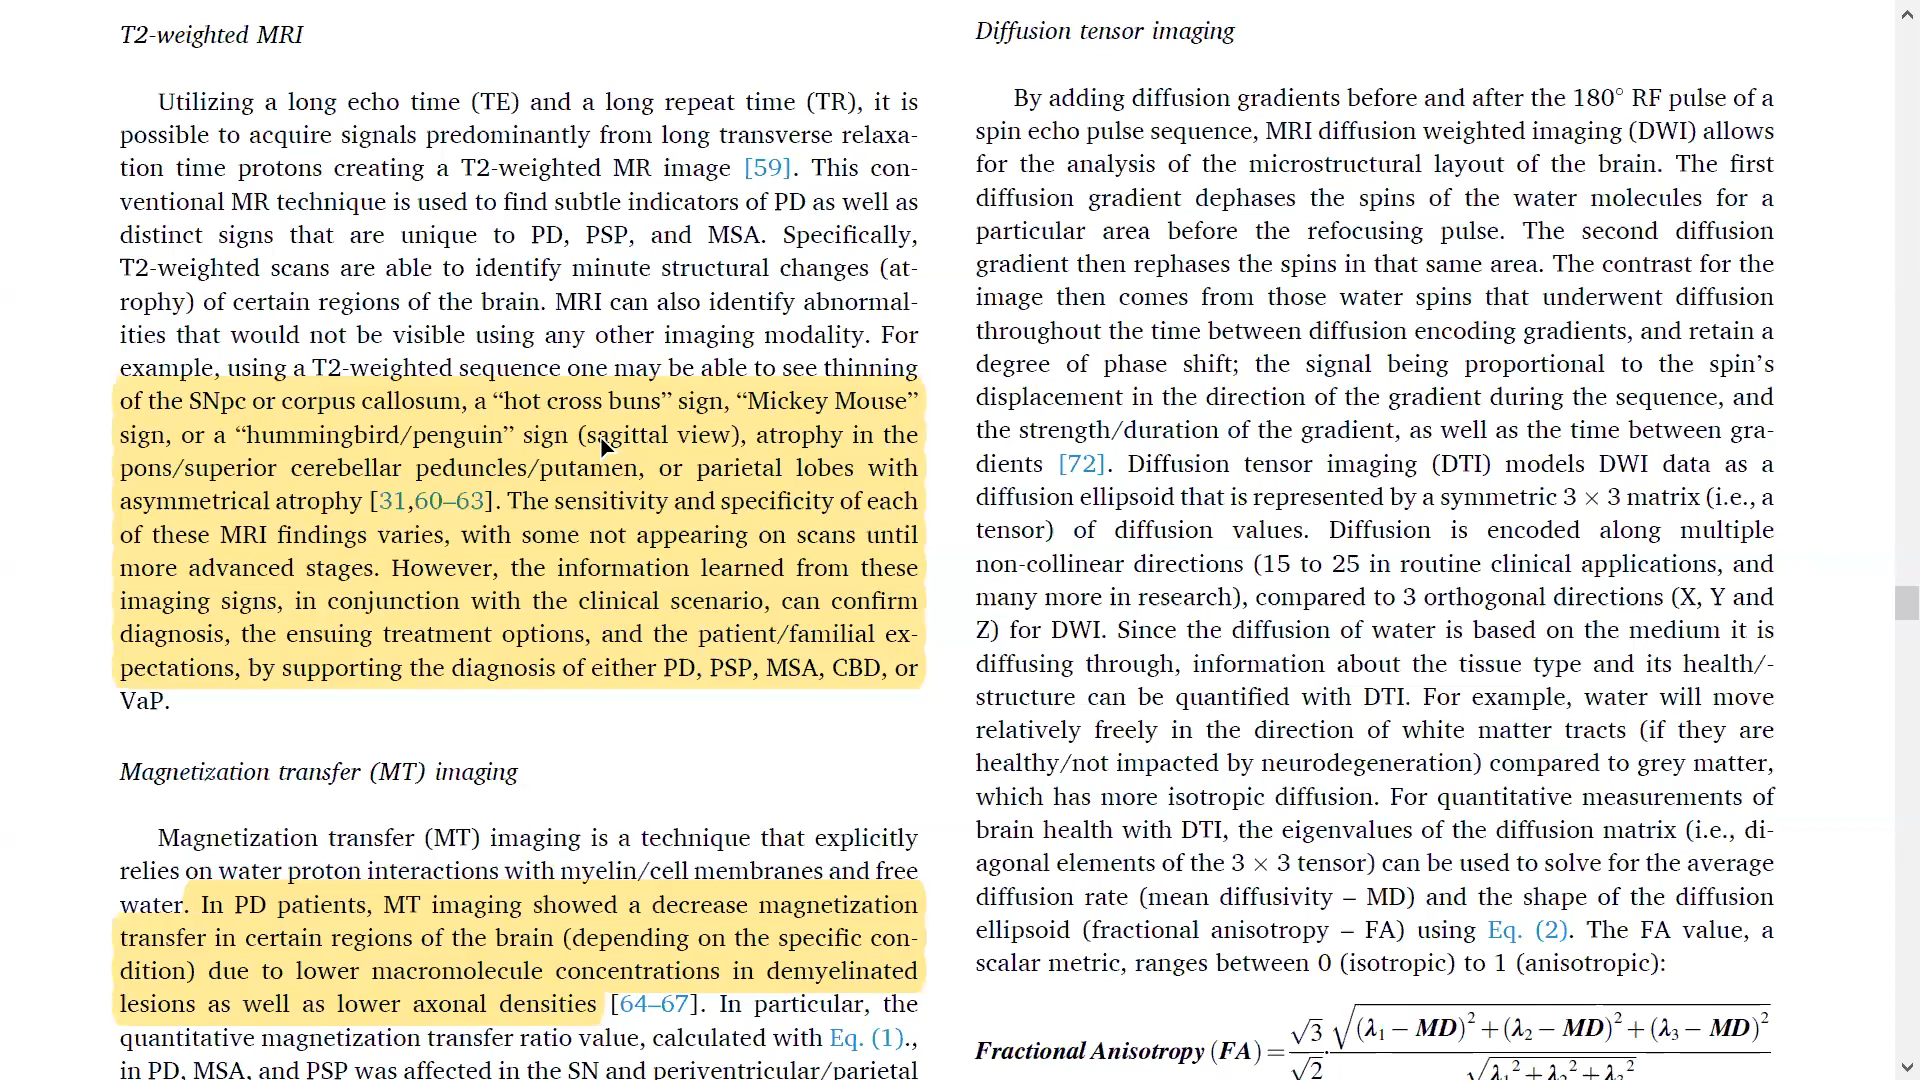 T2-weighted MRI
Utilizing a long echo time (TE) and a long repeat time (TR), it is
possible to acquire signals predominantly from long transverse relaxa-
tion time protons creating a T2-weighted MR image [59]. This con-
ventional MR technique is used to find subtle indicators of PD as well as
distinct signs that are unique to PD, PSP, and MSA. Specifically,
T2-weighted scans are able to identify minute structural changes (at-
rophy) of certain regions of the brain. MRI can also identify abnormal-
ities that would not be visible using any other imaging modality. For
example, using a T2-weighted sequence one may be able to see thinning
of the SNpc or corpus callosum, a “hot cross buns” sign, “Mickey Mouse”
sign, or a “hummingbird/penguin” sign (sagittal view), atrophy in the
pons/superior cerebellar peduncles/putamen, or parietal lobes with
asymmetrical atrophy [31,60–63]. The sensitivity and specificity of each
of these MRI findings varies, with some not appearing on scans until
more advanced stages. However, the information learned from these
imaging signs, in conjunction with the clinical scenario, can confirm
diagnosis, the ensuing treatment options, and the patient/familial ex-
pectations, by supporting the diagnosis of either PD, PSP, MSA, CBD, or
VaP.
Magnetization transfer (MT) imaging
Magnetization transfer (MT) imaging is a technique that explicitly
relies on water proton interactions with myelin/cell membranes and free
water. In PD patients, MT imaging showed a decrease magnetization
transfer in certain regions of the brain (depending on the specific con-
dition) due to lower macromolecule concentrations in demyelinated
lesions as well as lower axonal densities [64–67]. In particular, the
quantitative magnetization transfer ratio value, calculated with Eq. (1).,
in PD, MSA, and PSP was affected in the SN and periventricular/parietal
Diffusion tensor imaging
By adding diffusion gradients before and after the 180° RF pulse of a
spin echo pulse sequence, MRI diffusion weighted imaging (DWI) allows
for the analysis of the microstructural layout of the brain. The first
diffusion gradient dephases the spins of the water molecules for a
particular area before the refocusing pulse. The second diffusion
gradient then rephases the spins in that same area. The contrast for the
image then comes from those water spins that underwent diffusion
throughout the time between diffusion encoding gradients, and retain a
degree of phase shift; the signal being proportional to the spin’s
displacement in the direction of the gradient during the sequence, and
the strength/duration of the gradient, as well as the time between gra-
dients [72]. Diffusion tensor imaging (DTI) models DWI data as a
diffusion ellipsoid that is represented by a symmetric 3 × 3 matrix (i.e., a
tensor) of diffusion values. Diffusion is encoded along multiple
non-collinear directions (15 to 25 in routine clinical applications, and
many more in research), compared to 3 orthogonal directions (X, Y and
Z) for DWI. Since the diffusion of water is based on the medium it is
diffusing through, information about the tissue type and its health/-
structure can be quantified with DTI. For example, water will move
relatively freely in the direction of white matter tracts (if they are
healthy/not impacted by neurodegeneration) compared to grey matter,
which has more isotropic diffusion. For quantitative measurements of
brain health with DTI, the eigenvalues of the diffusion matrix (i.e., di-
agonal elements of the 3 × 3 tensor) can be used to solve for the average
diffusion rate (mean diffusivity – MD) and the shape of the diffusion
ellipsoid (fractional anisotropy – FA) using Eq. (2). The FA value, a
scalar metric, ranges between 0 (isotropic) to 1 (anisotropic):
Fractional Anisotropy (FA) = √3/√2 · √(λ₁ − MD)² + (λ₂ − MD)² + (λ₃ − MD)² / √λ₁² + λ₂² + λ₃²